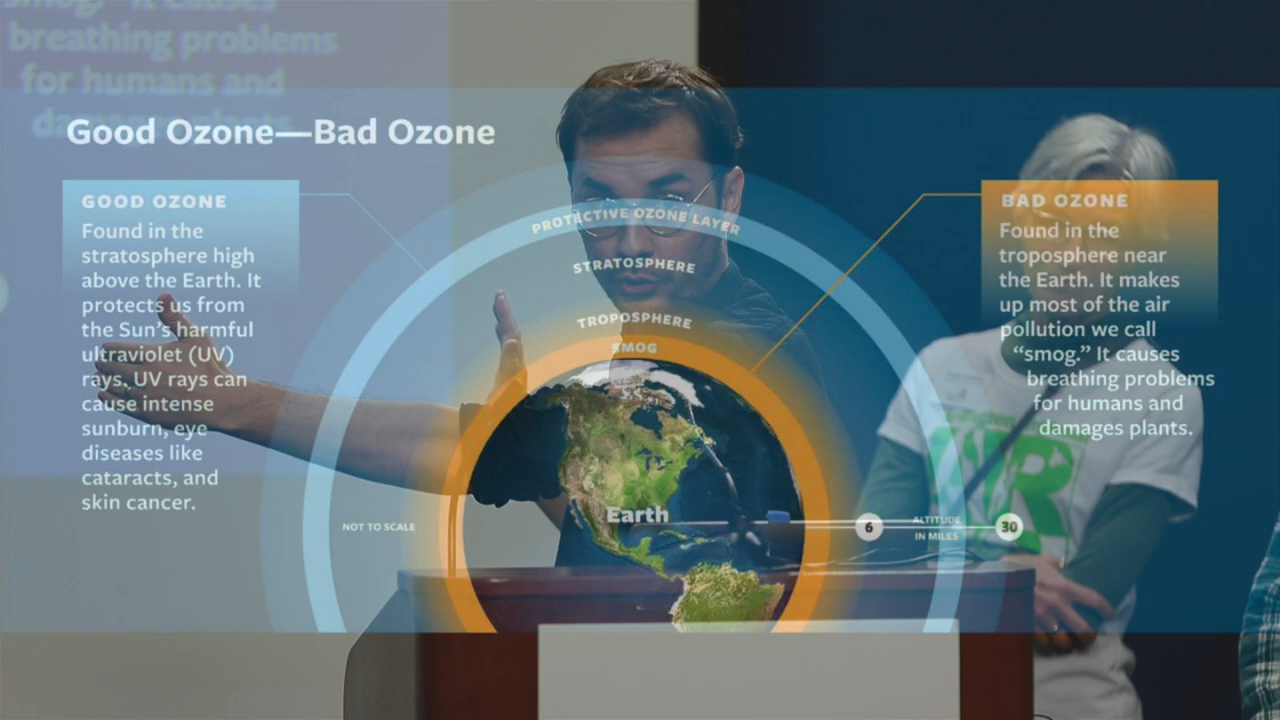 smog." It causes
breathing problems
for humans and
damages plants.
Good Ozone—Bad Ozone
GOOD OZONE
Found in the
stratosphere high
above the Earth. It
protects us from
the Sun's harmful
ultraviolet (UV)
rays. UV rays can
cause intense
sunburn, eye
diseases like
cataracts, and
skin cancer.
PROTECTIVE OZONE LAYER
STRATOSPHERE
TROPOSPHERE
SMOG
Earth
NOT TO SCALE
6
ALTITUDE
IN MILES
30
BAD OZONE
Found in the
troposphere near
the Earth. It makes
up most of the air
pollution we call
“smog.” It causes
breathing problems
for humans and
damages plants.